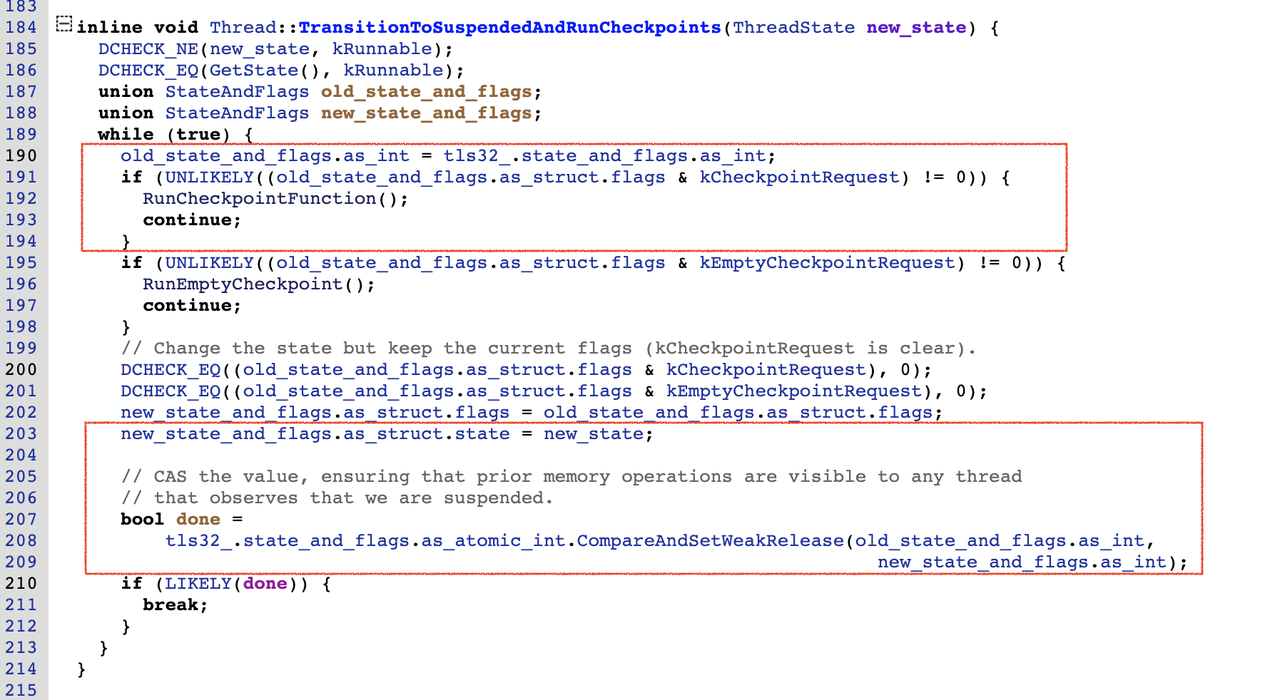 183
184 inline void Thread::TransitionToSuspendedAndRunCheckpoints(ThreadState new_state) {
185 DCHECK_NE(new_state, kRunnable);
186 DCHECK_EQ(GetState(), kRunnable);
187 union StateAndFlags old_state_and_flags;
188 union StateAndFlags new_state_and_flags;
189 while (true) {
190 old_state_and_flags.as_int = tls32_.state_and_flags.as_int;
191 if (UNLIKELY((old_state_and_flags.as_struct.flags & kCheckpointRequest) != 0)) {
192 RunCheckpointFunction();
193 continue;
194 }
195 if (UNLIKELY((old_state_and_flags.as_struct.flags & kEmptyCheckpointRequest) != 0)) {
196 RunEmptyCheckpoint();
197 continue;
198 }
199 // Change the state but keep the current flags (kCheckpointRequest is clear).
200 DCHECK_EQ((old_state_and_flags.as_struct.flags & kCheckpointRequest), 0);
201 DCHECK_EQ((old_state_and_flags.as_struct.flags & kEmptyCheckpointRequest), 0);
202 new_state_and_flags.as_struct.flags = old_state_and_flags.as_struct.flags;
203 new_state_and_flags.as_struct.state = new_state;
204
205 // CAS the value, ensuring that prior memory operations are visible to any thread
206 // that observes that we are suspended.
207 bool done =
208 tls32_.state_and_flags.as_atomic_int.CompareAndSetWeakRelease(old_state_and_flags.as_int,
209 new_state_and_flags.as_int);
210 if (LIKELY(done)) {
211 break;
212 }
213 }
214 }
215